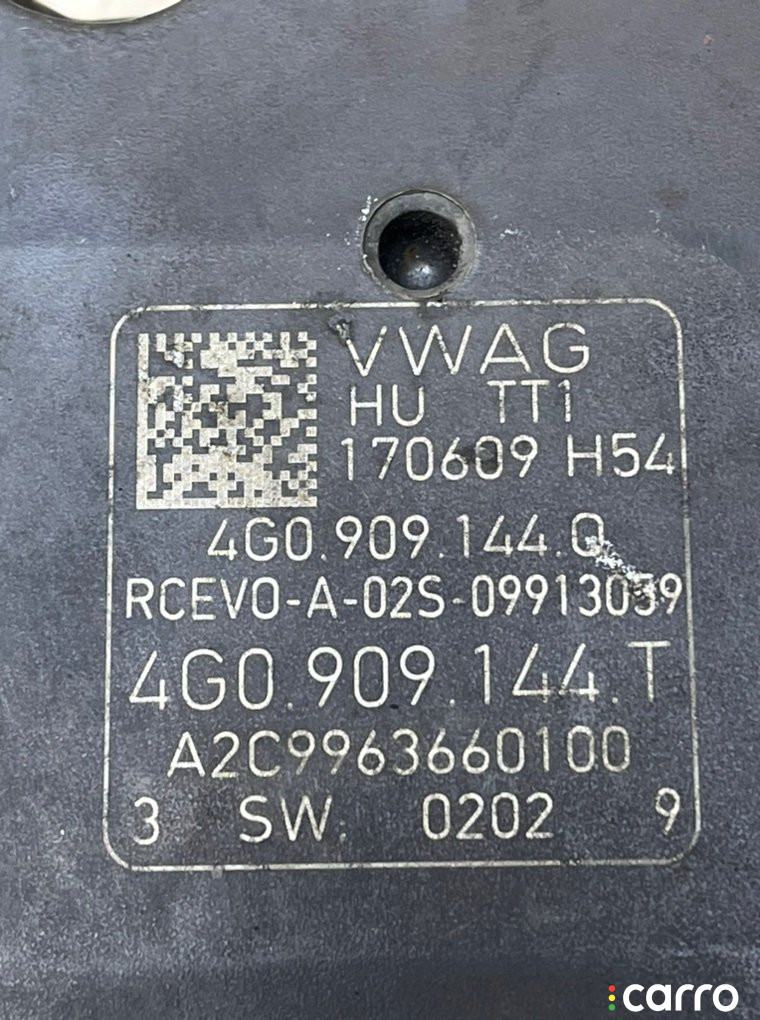 VWAG
HU TT1
170609 H54
4G0.909.144.Q
RCEVO-A-02S-09913059
4G0.909.144.T
A2C9963660100
3 SW: 0202 9
carro